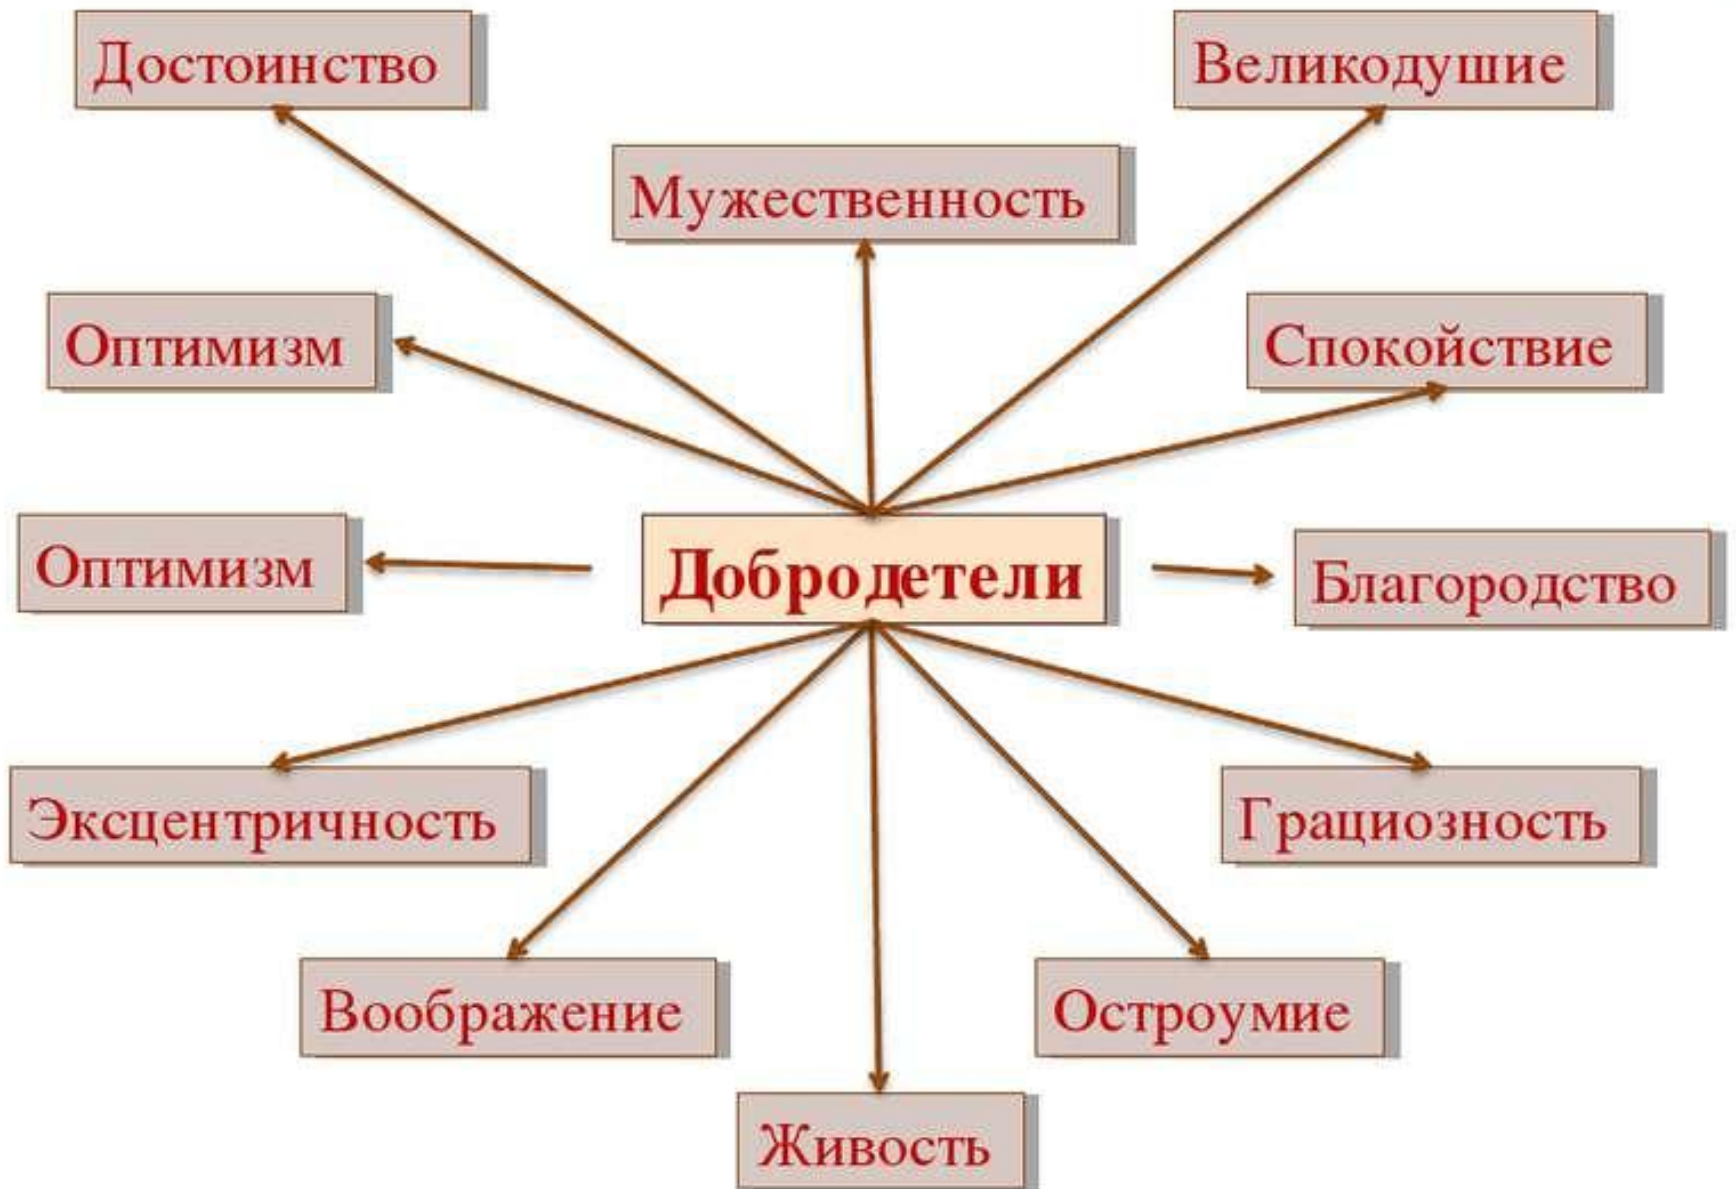 Достоинство
Великодушие
Мужественность
Оптимизм
Спокойствие
Оптимизм
Добродетели
Благородство
Эксцентричность
Грациозность
Воображение
Остроумие
Живость